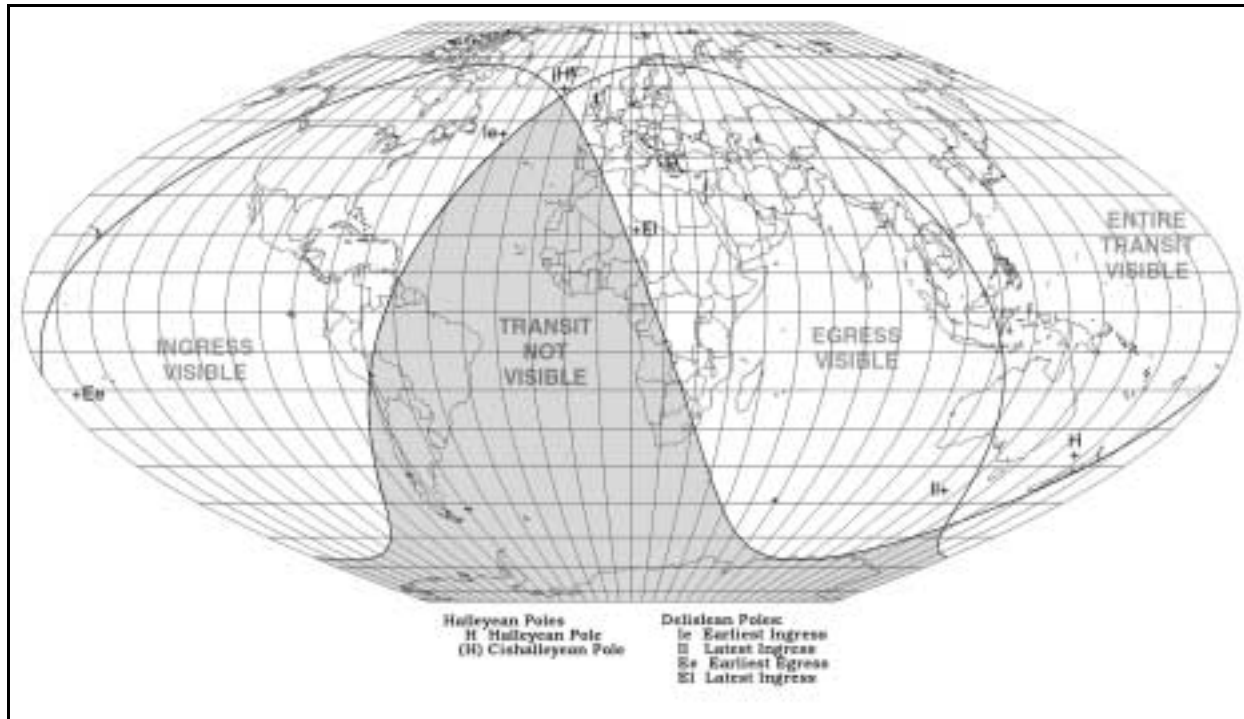 (H)
Ie+
+El
ENTIRE
TRANSIT
VISIBLE
TRANSIT
NOT
VISIBLE
EGRESS
VISIBLE
INGRESS
VISIBLE
+Ee
H
Il+
Halleyean Poles
H Halleyean Pole
(H) Cishalleyean Pole
Delislean Poles:
Ie Earliest Ingress
Il Latest Ingress
Ee Earliest Egress
El Latest Ingress